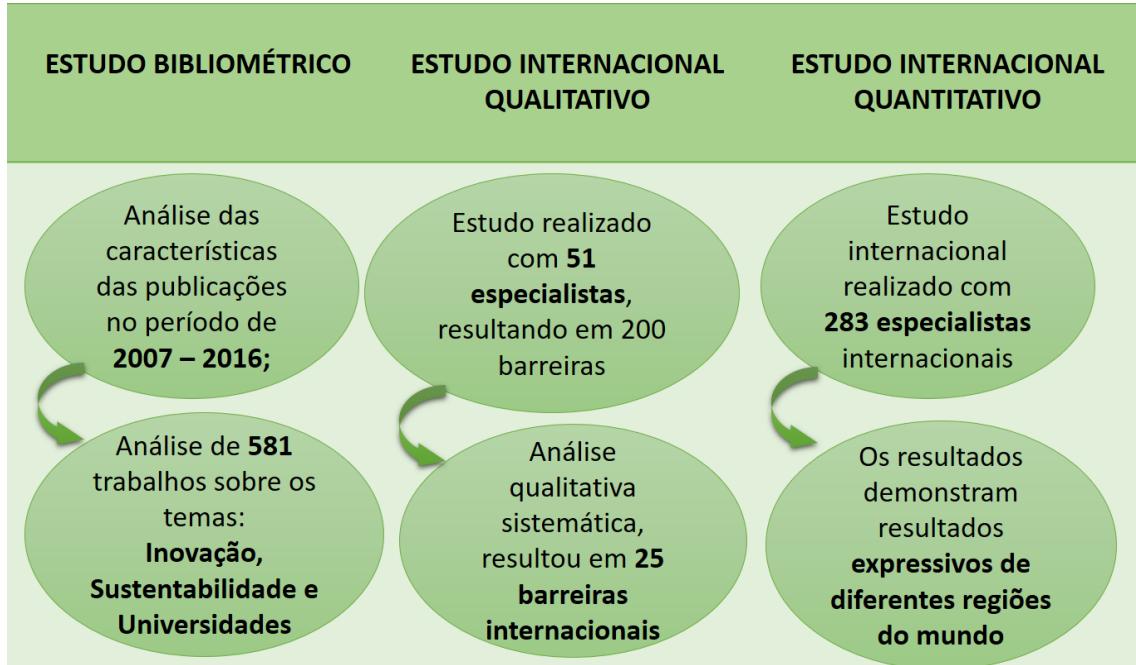 ESTUDO BIBLIOMÉTRICO
ESTUDO INTERNACIONAL
QUALITATIVO
ESTUDO INTERNACIONAL
QUANTITATIVO
Análise das
características
das publicações
no período de
2007 – 2016;
Análise de 581
trabalhos sobre os
temas:
Inovação,
Sustentabilidade e
Universidades
Estudo realizado
com 51
especialistas,
resultando em 200
barreiras
Análise
qualitativa
sistemática,
resultou em 25
barreiras
internacionais
Estudo
internacional
realizado com
283 especialistas
internacionais
Os resultados
demonstram
resultados
expressivos de
diferentes regiões
do mundo